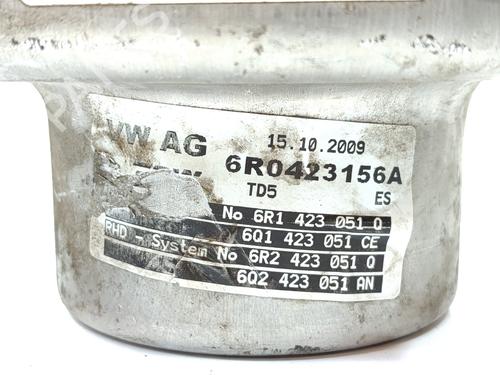 VW AG 15.10.2009
TRW 6R0423156A
TD5 ES
No 6R1 423 051 Q
6Q1 423 051 CE
RHD - System No 6R2 423 051 Q
6Q2 423 051 AN